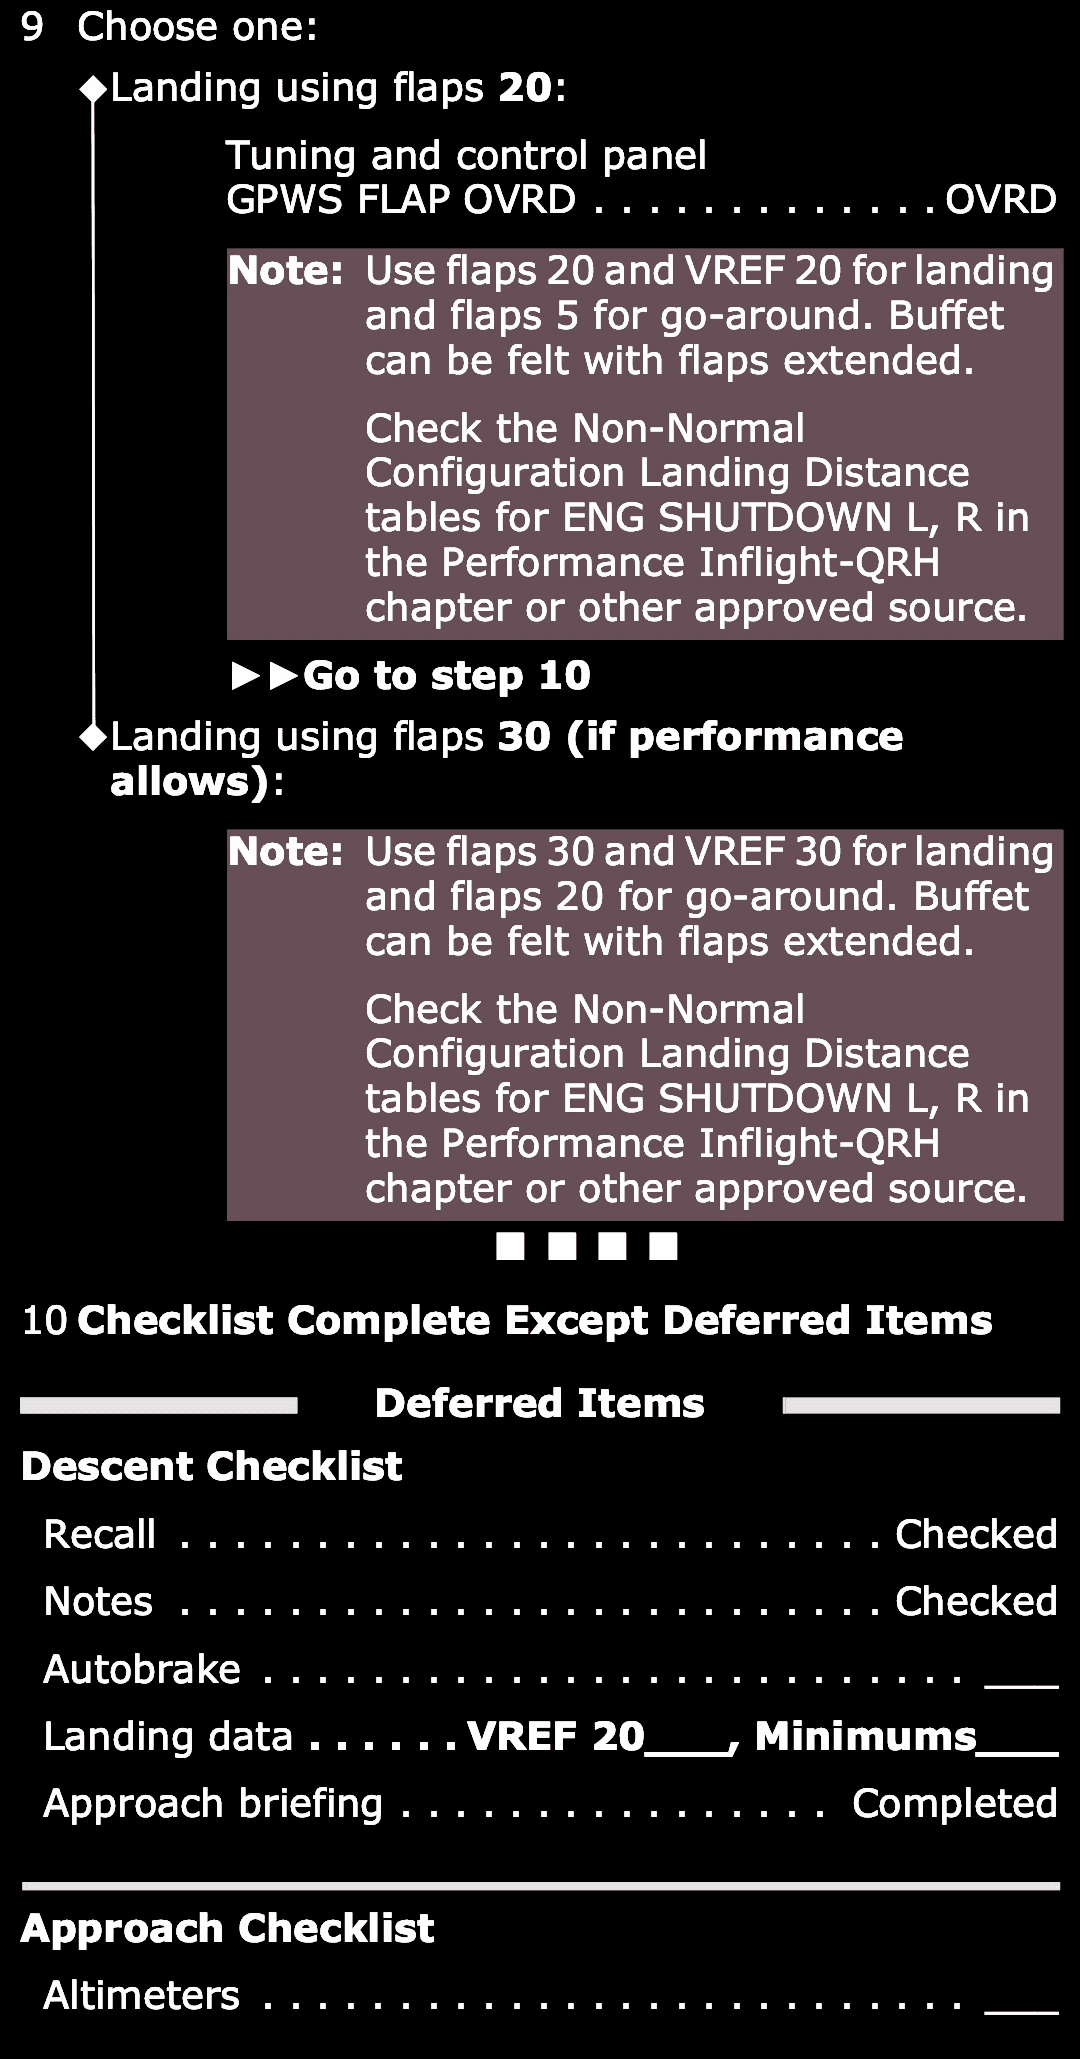 9 Choose one:
◆Landing using flaps 20:
Tuning and control panel
GPWS FLAP OVRD . . . . . . . . . . . . . OVRD
Note: Use flaps 20 and VREF 20 for landing
and flaps 5 for go-around. Buffet
can be felt with flaps extended.
Check the Non-Normal
Configuration Landing Distance
tables for ENG SHUTDOWN L, R in
the Performance Inflight-QRH
chapter or other approved source.
►►Go to step 10
◆Landing using flaps 30 (if performance
allows):
Note: Use flaps 30 and VREF 30 for landing
and flaps 20 for go-around. Buffet
can be felt with flaps extended.
Check the Non-Normal
Configuration Landing Distance
tables for ENG SHUTDOWN L, R in
the Performance Inflight-QRH
chapter or other approved source.
■ ■ ■ ■
10 Checklist Complete Except Deferred Items
Deferred Items
Descent Checklist
Recall . . . . . . . . . . . . . . . . . . . . . . . . . . Checked
Notes . . . . . . . . . . . . . . . . . . . . . . . . . . Checked
Autobrake . . . . . . . . . . . . . . . . . . . . . . . . . . ___
Landing data . . . . . . VREF 20___, Minimums___
Approach briefing . . . . . . . . . . . . . . . . Completed
Approach Checklist
Altimeters . . . . . . . . . . . . . . . . . . . . . . . . . . ___